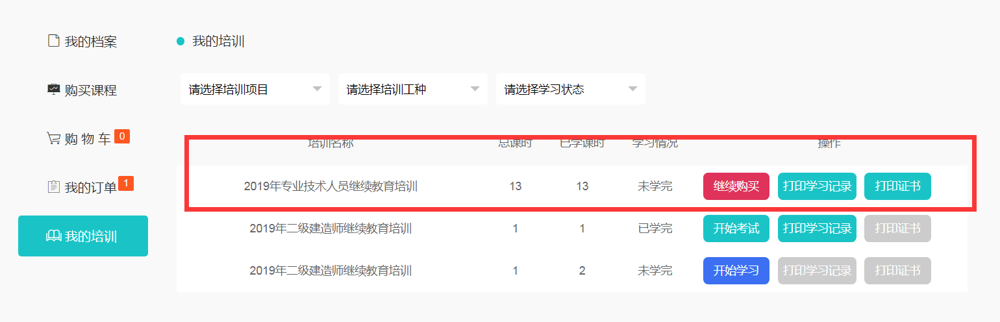 我的档案
我的培训
购买课程
请选择培训项目 请选择培训工种 请选择学习状态
购 物 车 0
培训名称 总课时 已学课时 学习情况 操作
我的订单 1
2019年专业技术人员继续教育培训 13 13 未学完 继续购买 打印学习记录 打印证书
我的培训
2019年二级建造师继续教育培训 1 1 已学完 开始考试 打印学习记录 打印证书
2019年二级建造师继续教育培训 1 2 未学完 开始学习 打印学习记录 打印证书